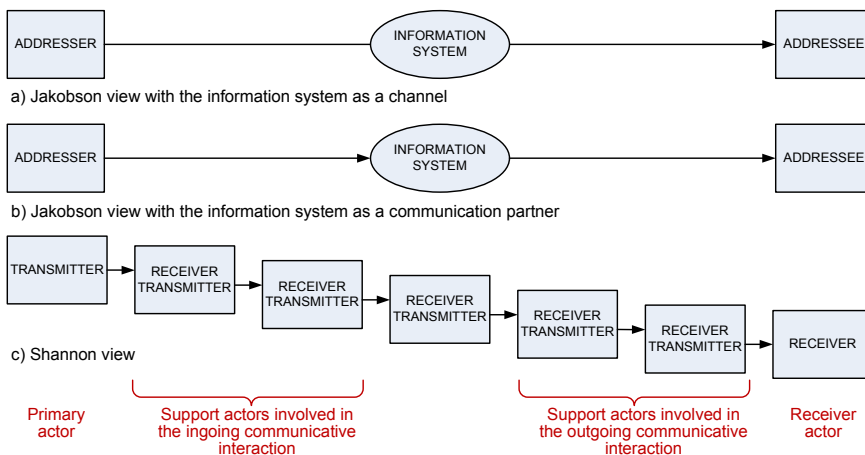 ADDRESSER
INFORMATION
SYSTEM
ADDRESSEE
a) Jakobson view with the information system as a channel
ADDRESSER
INFORMATION
SYSTEM
ADDRESSEE
b) Jakobson view with the information system as a communication partner
TRANSMITTER
RECEIVER
TRANSMITTER
RECEIVER
TRANSMITTER
RECEIVER
TRANSMITTER
RECEIVER
TRANSMITTER
RECEIVER
TRANSMITTER
RECEIVER
c) Shannon view
Primary
actor
Support actors involved in
the ingoing communicative
interaction
Support actors involved in
the outgoing communicative
interaction
Receiver
actor